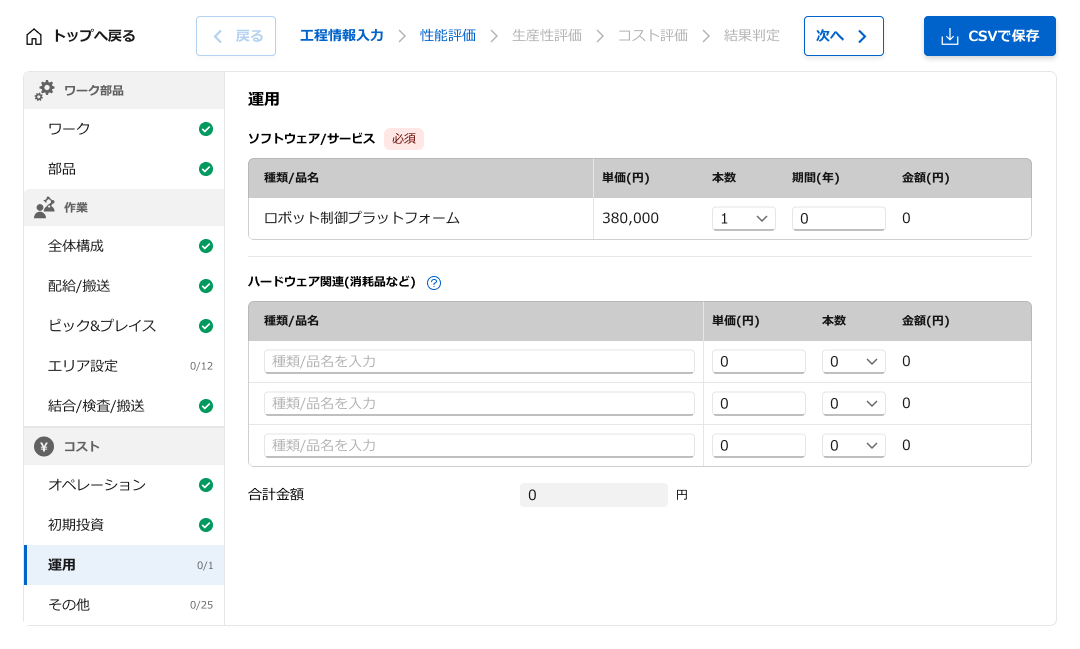 トップへ戻る
戻る
工程情報入力
性能評価
生産性評価
コスト評価
結果判定
次へ
CSVで保存
ワーク部品
ワーク
部品
作業
全体構成
配給/搬送
ピック&プレイス
エリア設定 0/12
結合/検査/搬送
¥ コスト
オペレーション
初期投資
運用 0/1
その他 0/25
運用
ソフトウェア/サービス 必須
種類/品名 単価(円) 本数 期間(年) 金額(円)
ロボット制御プラットフォーム 380,000 1 0 0
ハードウェア関連(消耗品など) ?
種類/品名 単価(円) 本数 金額(円)
種類/品名を入力 0 0 0
種類/品名を入力 0 0 0
種類/品名を入力 0 0 0
合計金額 0 円